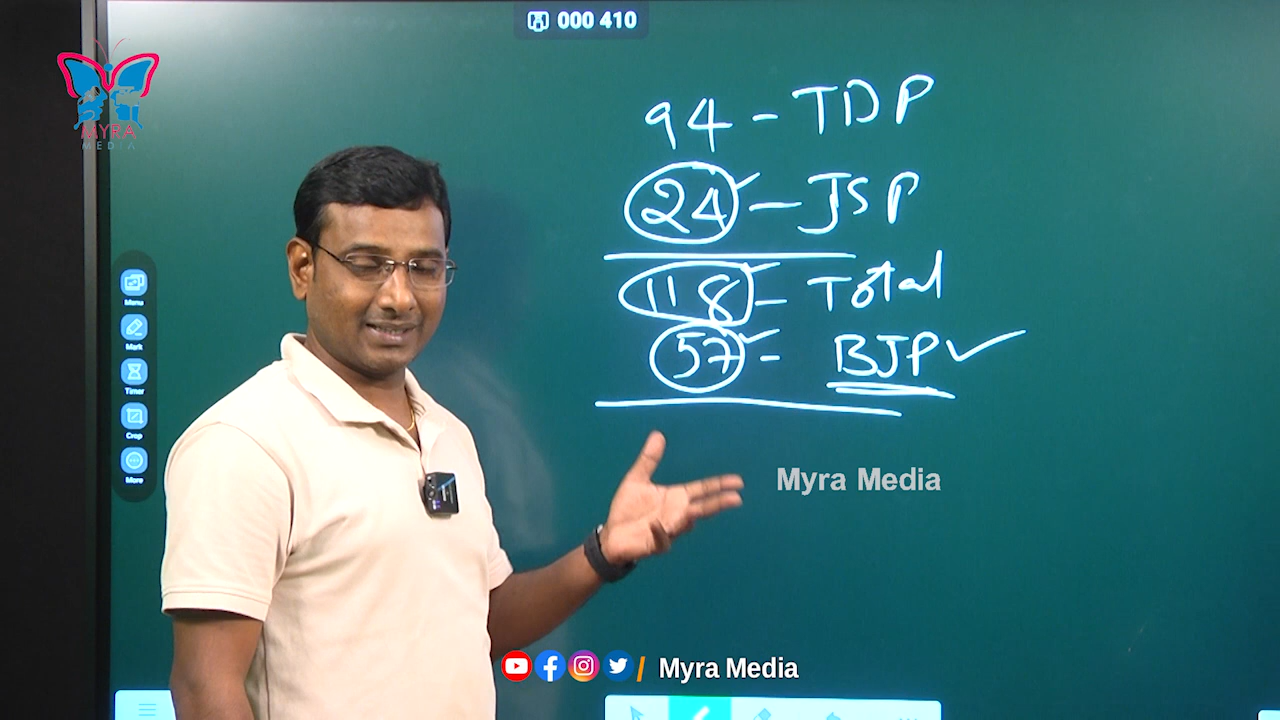 000 410
MYRA
MEDIA
94 - TDP
24 - JSP
118 - Total
57 - BJP
Menu
Mark
Timer
Crop
More
Myra Media
/ Myra Media